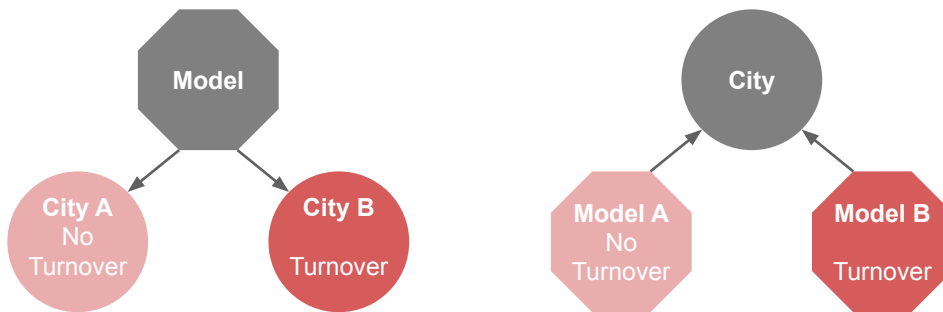 Model
City A
No
Turnover
City B
Turnover
City
Model A
No
Turnover
Model B
Turnover